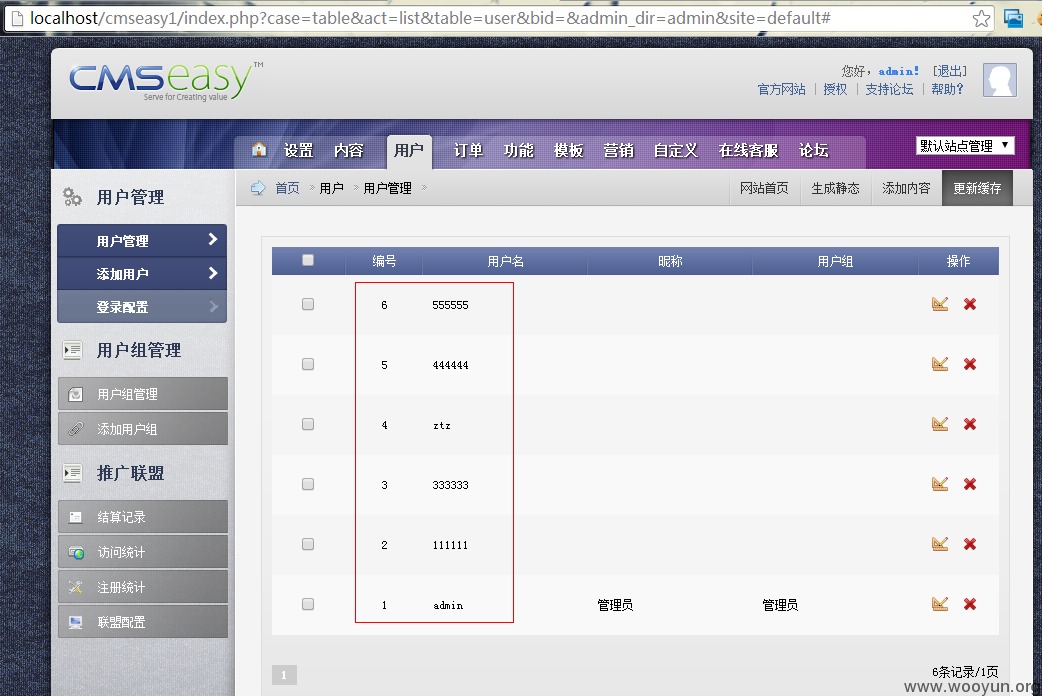 localhost/cmseasy1/index.php?case=table&act=list&table=user&bid=&admin_dir=admin&site=default#
CMSeasy™
Serve for Creating value
您好，admin! [退出]
官方网站 | 授权 | 支持论坛 | 帮助?
设置 内容 用户 订单 功能 模板 营销 自定义 在线客服 论坛
默认站点管理
首页 > 用户 > 用户管理 >
网站首页 生成静态 添加内容 更新缓存
用户管理
用户管理
添加用户
登录配置
用户组管理
用户组管理
添加用户组
推广联盟
结算记录
访问统计
注册统计
联盟配置
编号 用户名 昵称 用户组 操作
6 555555
5 444444
4 ztz
3 333333
2 111111
1 admin 管理员 管理员
1
6条记录/1页
www.wooyun.org